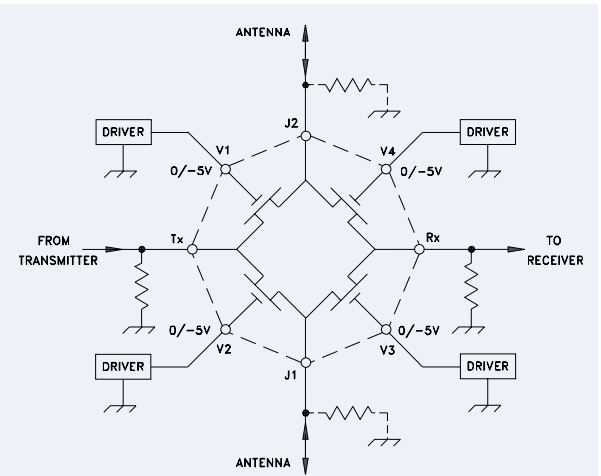 ANTENNA
J2
DRIVER
V1
V4
DRIVER
0/-5V
0/-5V
FROM
TRANSMITTER
Tx
Rx
TO
RECEIVER
0/-5V
0/-5V
V2
V3
DRIVER
J1
DRIVER
ANTENNA